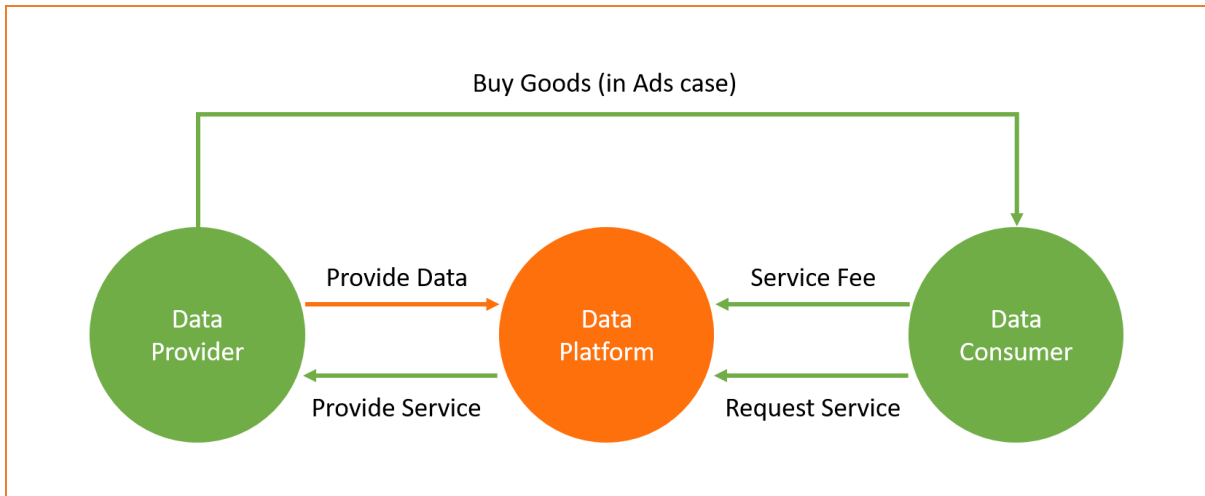 Buy Goods (in Ads case)
Provide Data
Service Fee
Data
Provider
Data
Platform
Data
Consumer
Provide Service
Request Service